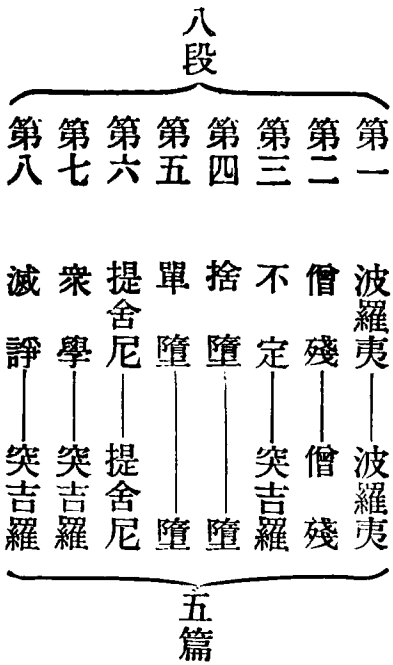 八段
第一 波羅夷——波羅夷
第二 僧殘——僧殘
第三 不定——突吉羅
第四 捨墮——墮
第五 單墮——墮
第六 提舍尼——提舍尼
第七 衆學——突吉羅
第八 滅諍——突吉羅
五篇